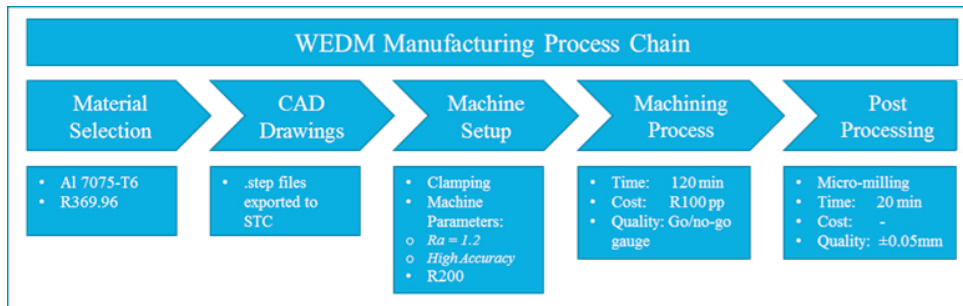 WEDM Manufacturing Process Chain
Material
Selection
CAD
Drawings
Machine
Setup
Machining
Process
Post
Processing
• Al 7075-T6
• R369.96
• .step files
exported to
STC
• Clamping
• Machine
Parameters:
○ Ra = 1.2
○ High Accuracy
• R200
• Time: 120 min
• Cost: R100 pp
• Quality: Go/no-go
gauge
• Micro-milling
• Time: 20 min
• Cost: -
• Quality: ±0.05mm